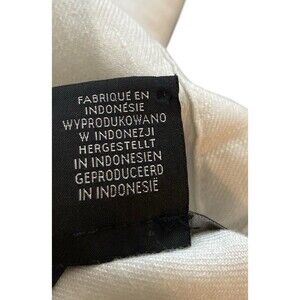 FABRIQUÉ EN
INDONÉSIE
WYPRODUKOWANO
W INDONEZJI
HERGESTELLT
IN INDONESIEN
GEPRODUCEERD
IN INDONESIË